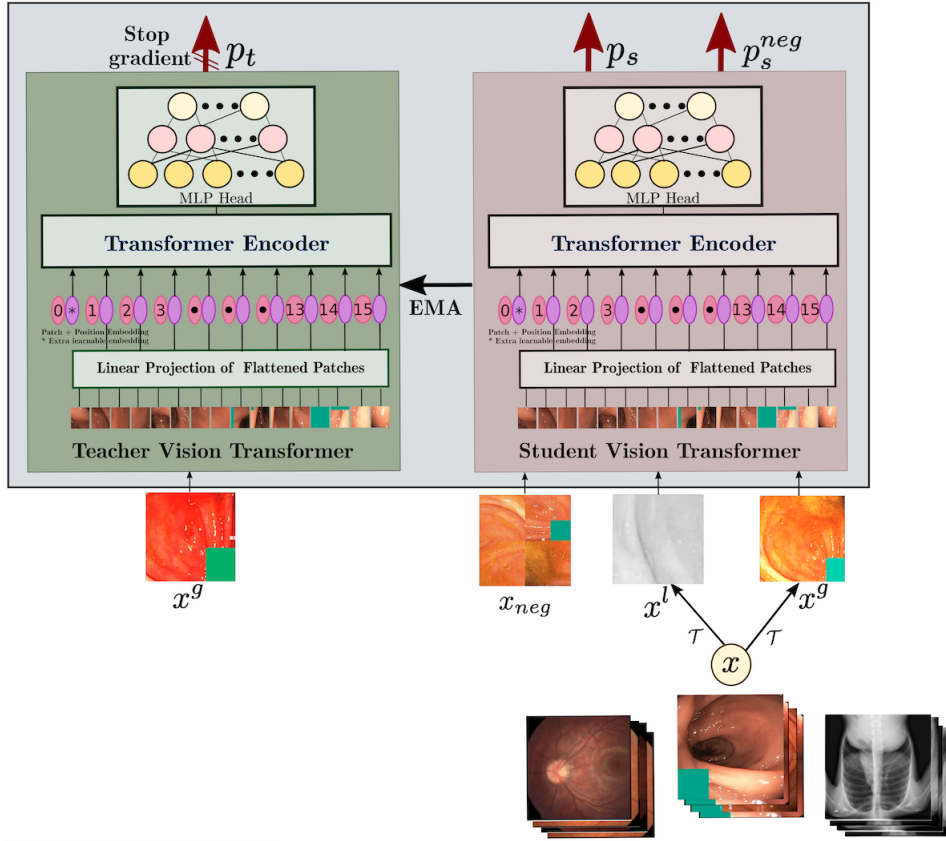 Stop
gradient
p_t
p_s
p_s^{neg}
MLP Head
MLP Head
Transformer Encoder
Transformer Encoder
EMA
0 * 1 2 3 • • • 13 14 15
0 * 1 2 3 • • • 13 14 15
Patch + Position Embedding
* Extra learnable embedding
Patch + Position Embedding
* Extra learnable embedding
Linear Projection of Flattened Patches
Linear Projection of Flattened Patches
Teacher Vision Transformer
Student Vision Transformer
x^g
x_{neg}
x^l
x^g
𝒯
𝒯
x